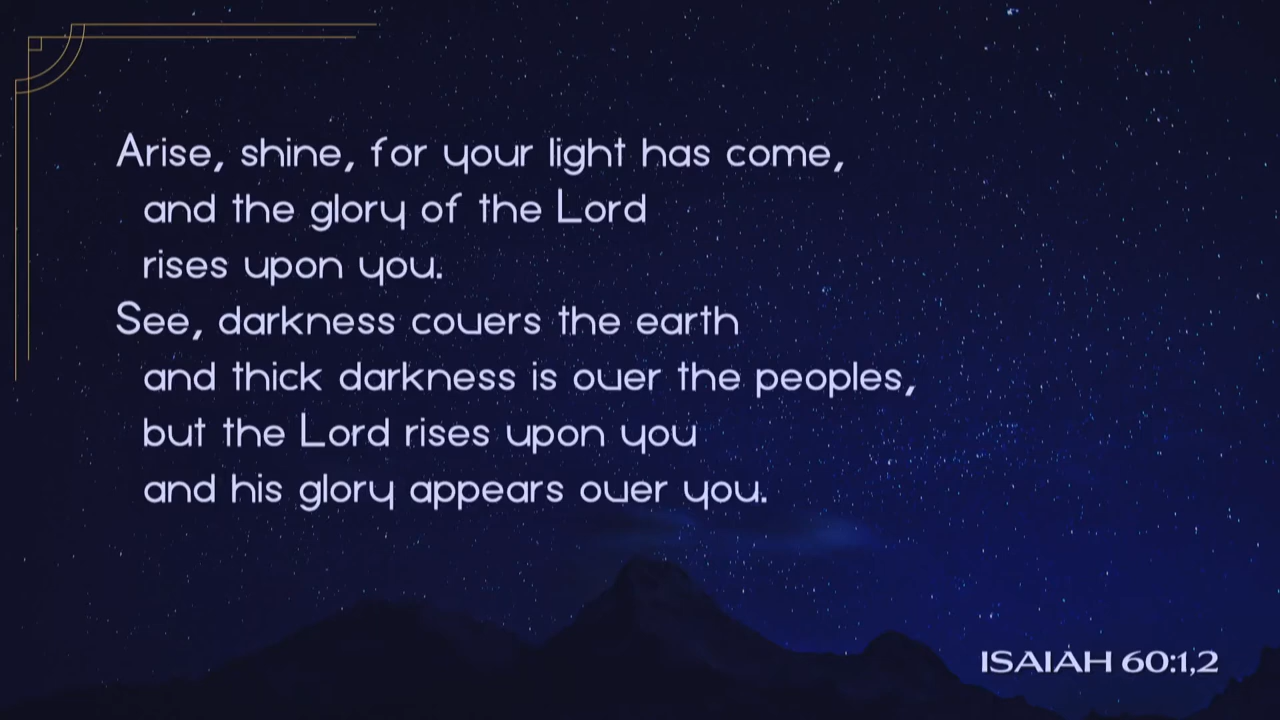 Arise, shine, for your light has come,
and the glory of the Lord
rises upon you.
See, darkness covers the earth
and thick darkness is over the peoples,
but the Lord rises upon you
and his glory appears over you.
ISAIAH 60:1,2